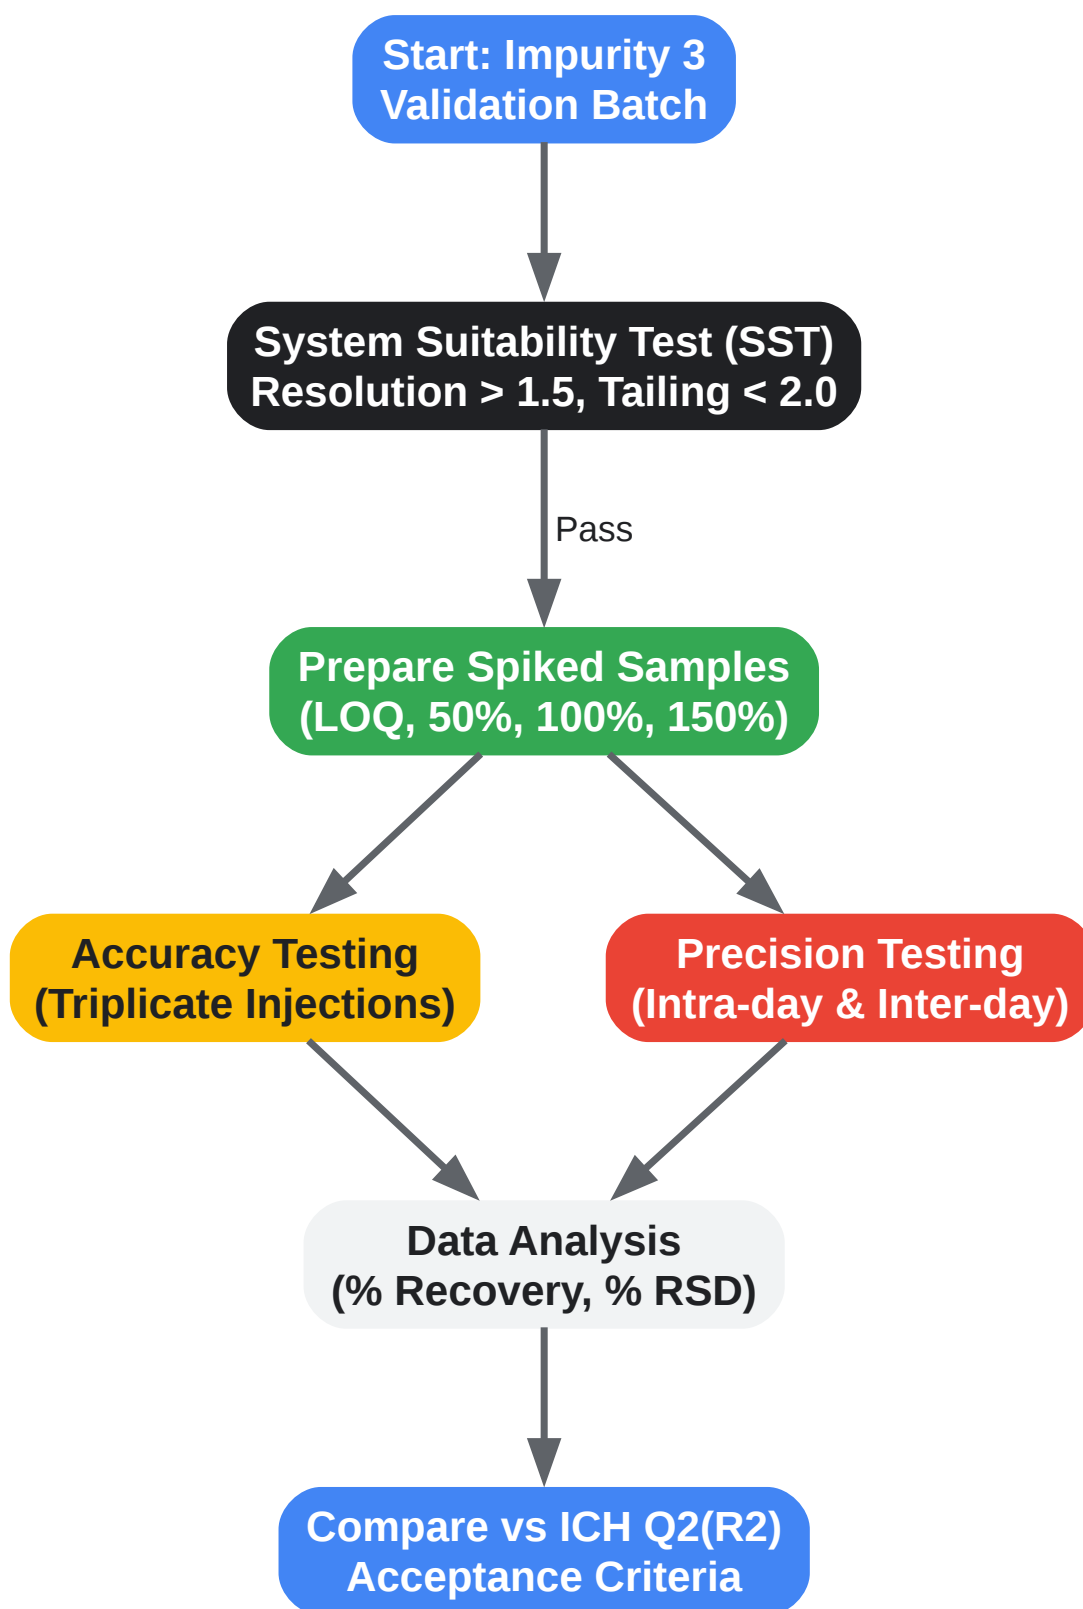 Start: Impurity 3
Validation Batch
System Suitability Test (SST)
Resolution > 1.5, Tailing < 2.0
Pass
Prepare Spiked Samples
(LOQ, 50%, 100%, 150%)
Accuracy Testing
(Triplicate Injections)
Precision Testing
(Intra-day & Inter-day)
Data Analysis
(% Recovery, % RSD)
Compare vs ICH Q2(R2)
Acceptance Criteria